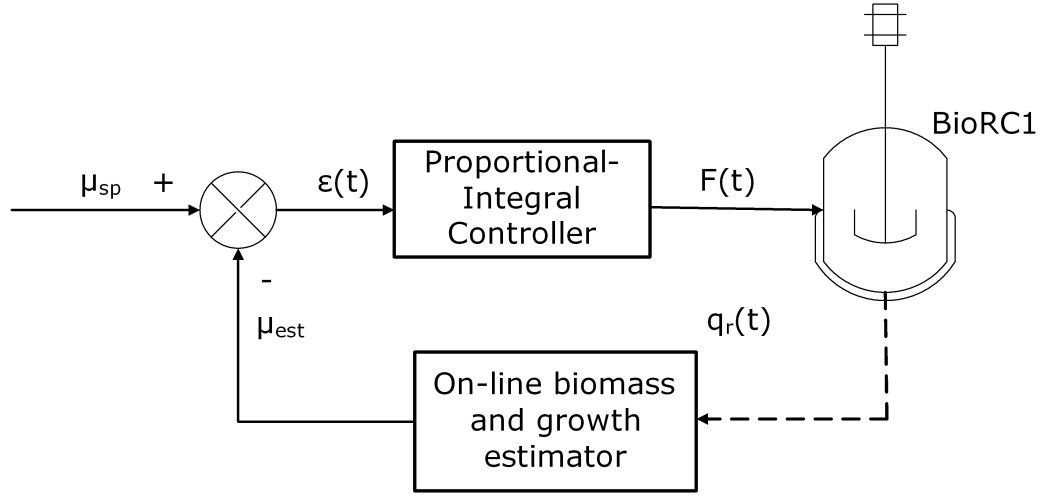 BioRC1
μsp
+
ε(t)
Proportional-
Integral
Controller
F(t)
-
μest
qr(t)
On-line biomass
and growth
estimator